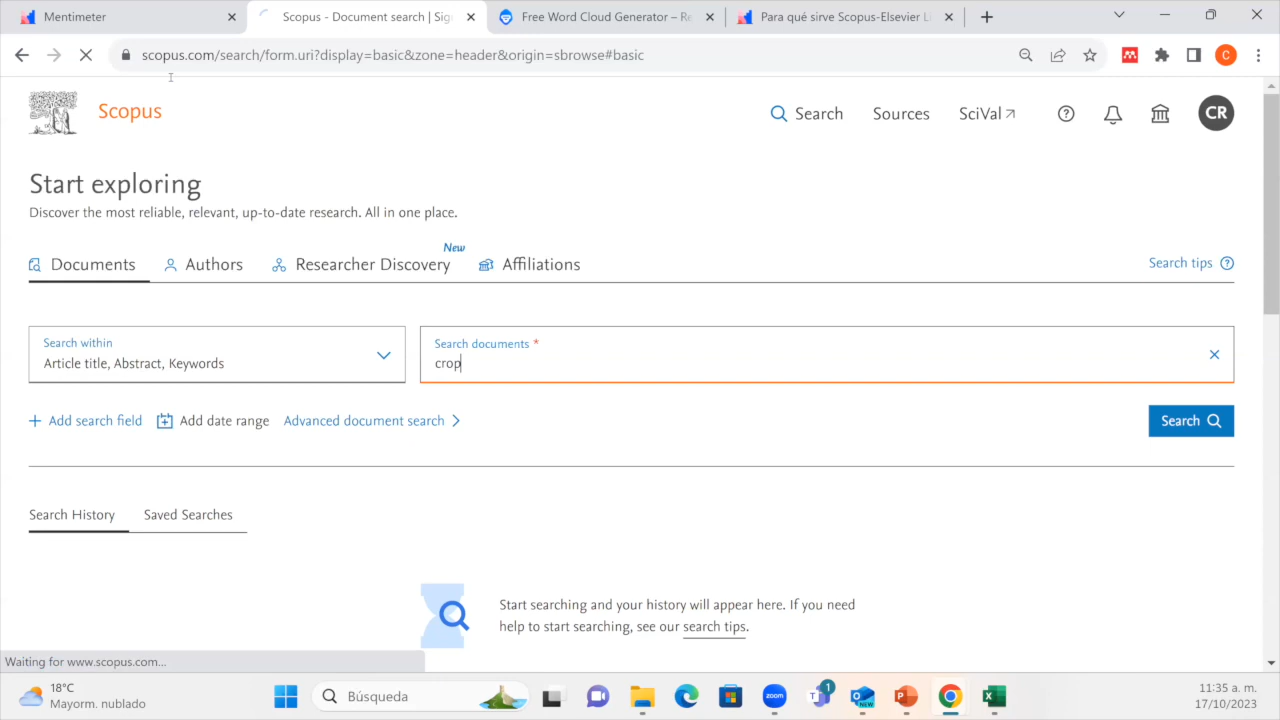 Mentimeter
Scopus - Document search | Sig
Free Word Cloud Generator – Re
Para qué sirve Scopus-Elsevier Li
scopus.com/search/form.uri?display=basic&zone=header&origin=sbrowse#basic
C
Scopus
Search
Sources
SciVal
CR
Start exploring
Discover the most reliable, relevant, up-to-date research. All in one place.
New
Documents
Authors
Researcher Discovery
Affiliations
Search tips
Search within
Article title, Abstract, Keywords
Search documents *
crop
Add search field
Add date range
Advanced document search
Search
Search History
Saved Searches
Start searching and your history will appear here. If you need
help to start searching, see our search tips.
Waiting for www.scopus.com...
18°C
Mayorm. nublado
Búsqueda
zoom
1
NEW
11:35 a. m.
17/10/2023